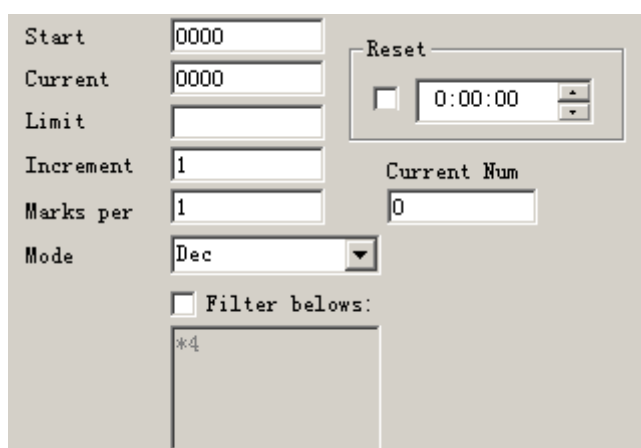 Start 0000
Reset
Current 0000
0:00:00
Limit
Increment 1
Current Num
Marks per 1
0
Mode Dec
Filter belows:
*4